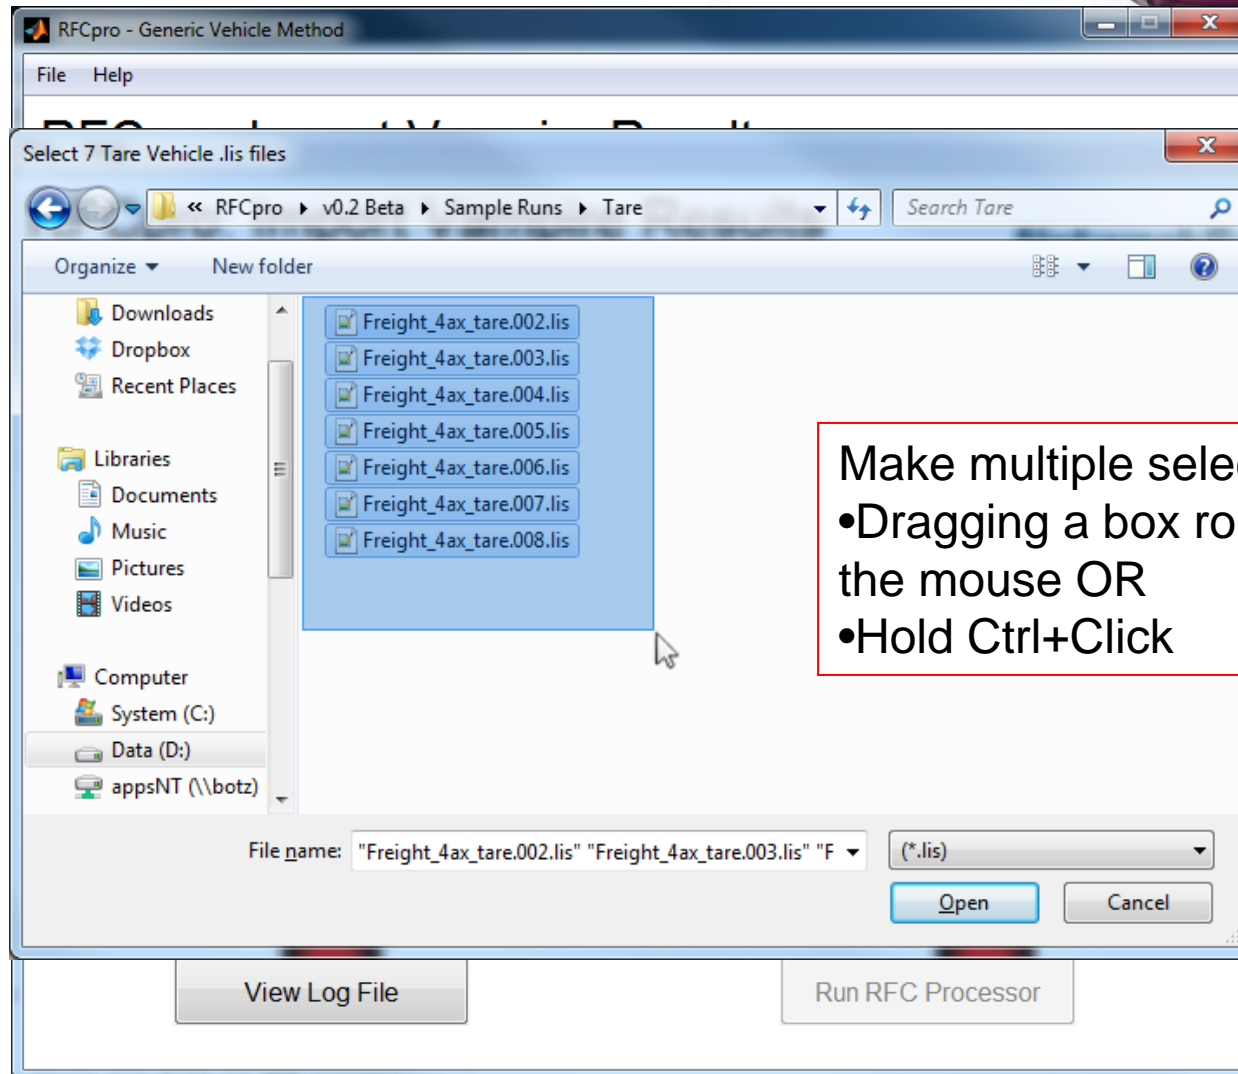 RFCpro - Generic Vehicle Method
File Help
Select 7 Tare Vehicle .lis files
« RFCpro ▸ v0.2 Beta ▸ Sample Runs ▸ Tare
Search Tare
Organize New folder
Downloads
Dropbox
Recent Places
Libraries
Documents
Music
Pictures
Videos
Computer
System (C:)
Data (D:)
appsNT (\\botz)
Freight_4ax_tare.002.lis
Freight_4ax_tare.003.lis
Freight_4ax_tare.004.lis
Freight_4ax_tare.005.lis
Freight_4ax_tare.006.lis
Freight_4ax_tare.007.lis
Freight_4ax_tare.008.lis
Make multiple selec
•Dragging a box ro
the mouse OR
•Hold Ctrl+Click
File name: "Freight_4ax_tare.002.lis" "Freight_4ax_tare.003.lis" "F
(*.lis)
Open Cancel
View Log File Run RFC Processor